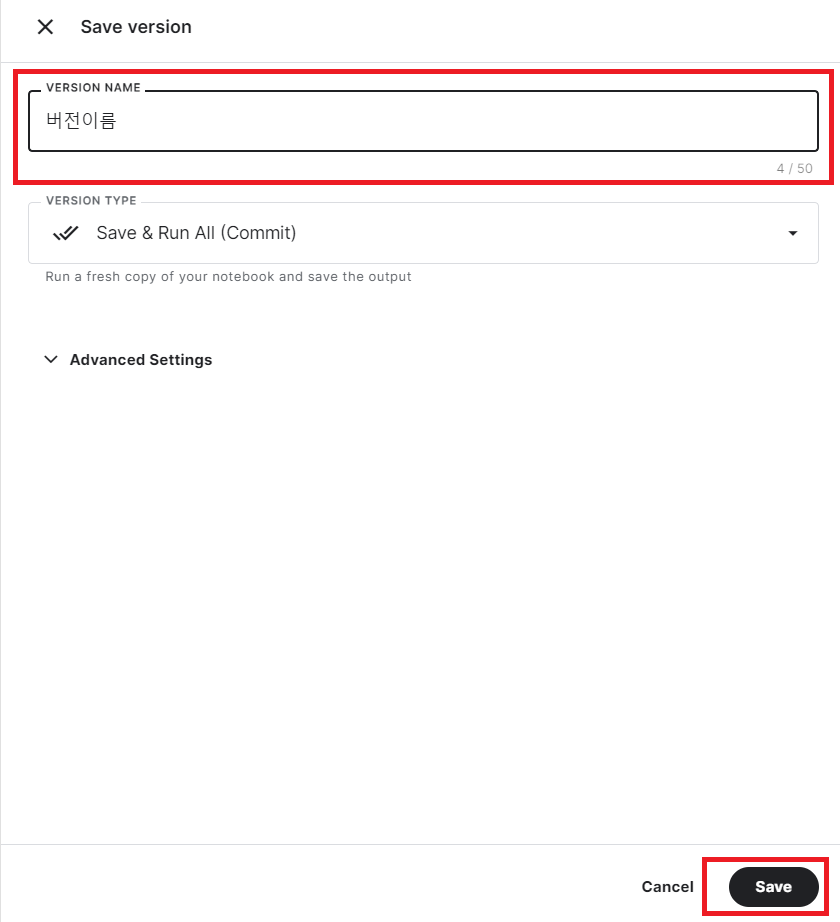 Save version
VERSION NAME
버전이름
4 / 50
VERSION TYPE
Save & Run All (Commit)
Run a fresh copy of your notebook and save the output
Advanced Settings
Cancel
Save